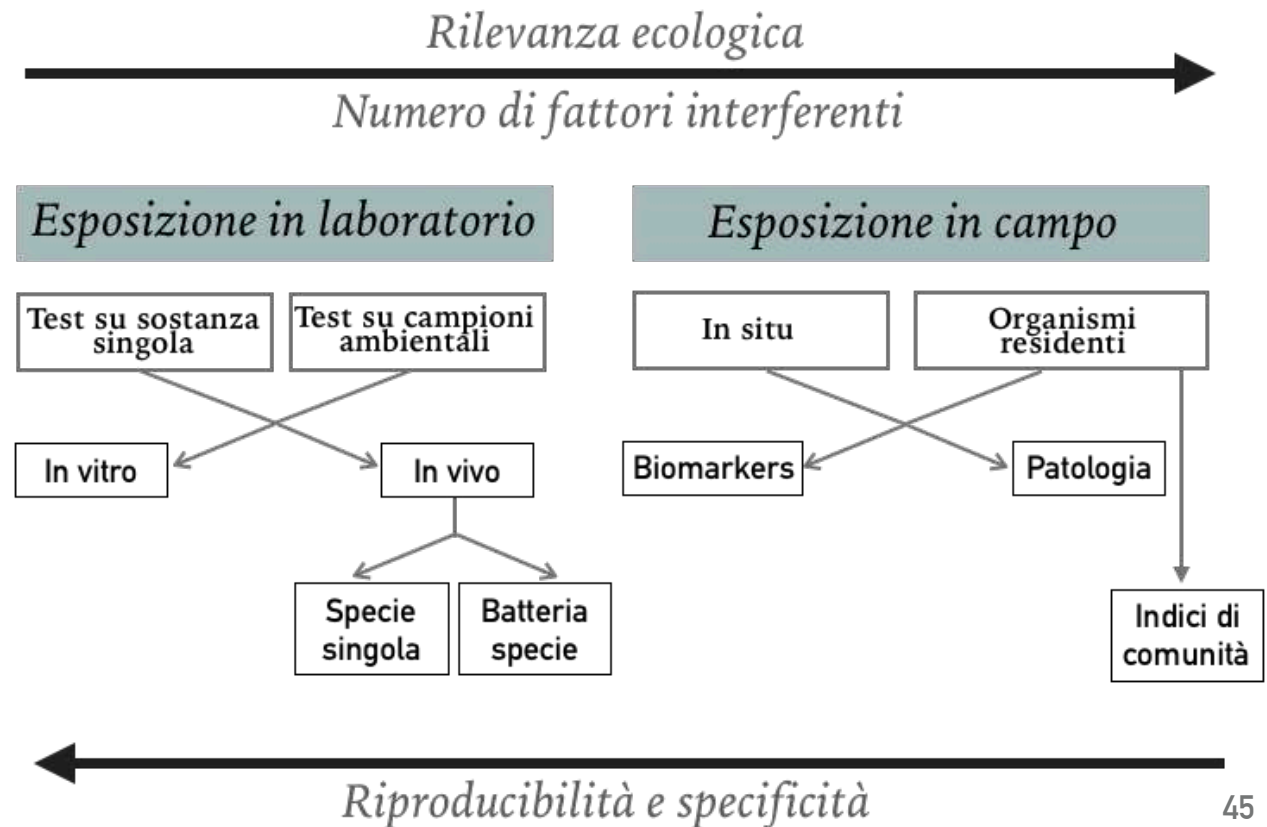 Rilevanza ecologica
Numero di fattori interferenti
Esposizione in laboratorio
Esposizione in campo
Test su sostanza
singola
Test su campioni
ambientali
In situ
Organismi
residenti
In vitro
In vivo
Biomarkers
Patologia
Specie
singola
Batteria
specie
Indici di
comunità
Riproducibilità e specificità
45